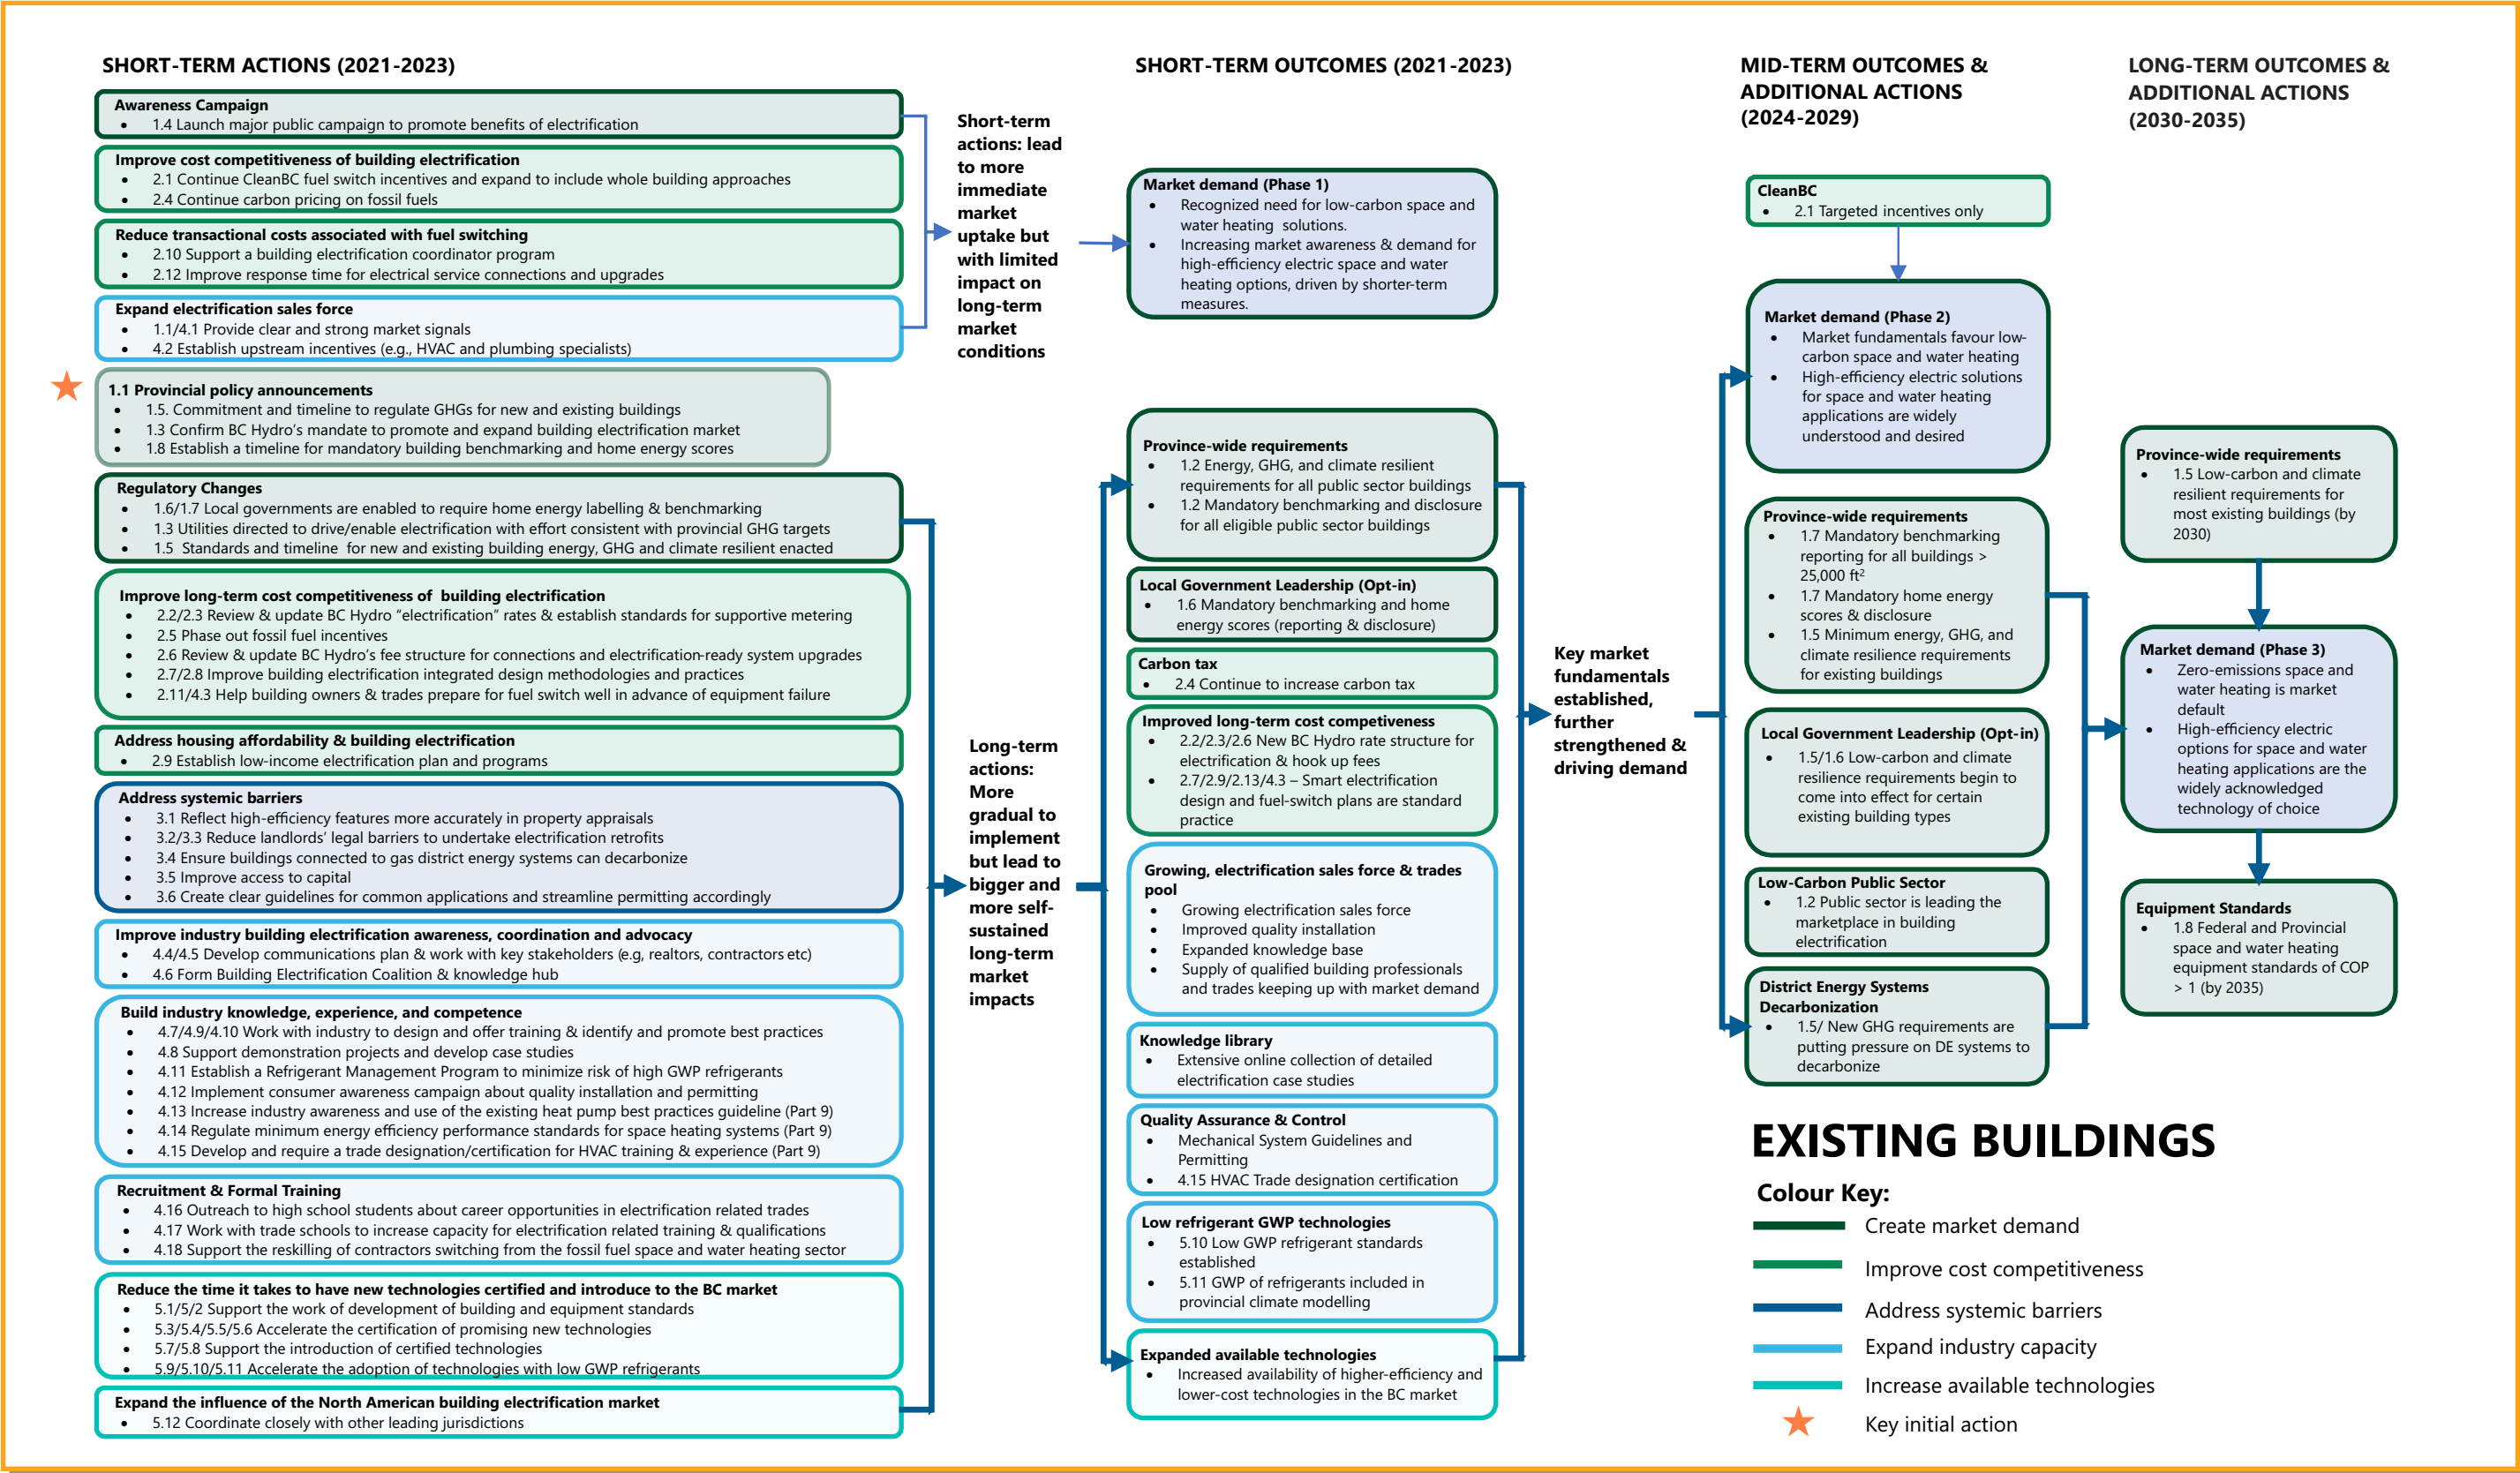 SHORT-TERM ACTIONS (2021-2023)
Awareness Campaign
• 1.4 Launch major public campaign to promote benefits of electrification
Improve cost competitiveness of building electrification
• 2.1 Continue CleanBC fuel switch incentives and expand to include whole building approaches
• 2.4 Continue carbon pricing on fossil fuels
Reduce transactional costs associated with fuel switching
• 2.10 Support a building electrification coordinator program
• 2.12 Improve response time for electrical service connections and upgrades
Expand electrification sales force
• 1.1/4.1 Provide clear and strong market signals
• 4.2 Establish upstream incentives (e.g., HVAC and plumbing specialists)
1.1 Provincial policy announcements
• 1.5. Commitment and timeline to regulate GHGs for new and existing buildings
• 1.3 Confirm BC Hydro's mandate to promote and expand building electrification market
• 1.8 Establish a timeline for mandatory building benchmarking and home energy scores
Regulatory Changes
• 1.6/1.7 Local governments are enabled to require home energy labelling & benchmarking
• 1.3 Utilities directed to drive/enable electrification with effort consistent with provincial GHG targets
• 1.5 Standards and timeline for new and existing building energy, GHG and climate resilient enacted
Improve long-term cost competitiveness of building electrification
• 2.2/2.3 Review & update BC Hydro “electrification” rates & establish standards for supportive metering
• 2.5 Phase out fossil fuel incentives
• 2.6 Review & update BC Hydro's fee structure for connections and electrification-ready system upgrades
• 2.7/2.8 Improve building electrification integrated design methodologies and practices
• 2.11/4.3 Help building owners & trades prepare for fuel switch well in advance of equipment failure
Address housing affordability & building electrification
• 2.9 Establish low-income electrification plan and programs
Address systemic barriers
• 3.1 Reflect high-efficiency features more accurately in property appraisals
• 3.2/3.3 Reduce landlords' legal barriers to undertake electrification retrofits
• 3.4 Ensure buildings connected to gas district energy systems can decarbonize
• 3.5 Improve access to capital
• 3.6 Create clear guidelines for common applications and streamline permitting accordingly
Improve industry building electrification awareness, coordination and advocacy
• 4.4/4.5 Develop communications plan & work with key stakeholders (e.g, realtors, contractors etc)
• 4.6 Form Building Electrification Coalition & knowledge hub
Build industry knowledge, experience, and competence
• 4.7/4.9/4.10 Work with industry to design and offer training & identify and promote best practices
• 4.8 Support demonstration projects and develop case studies
• 4.11 Establish a Refrigerant Management Program to minimize risk of high GWP refrigerants
• 4.12 Implement consumer awareness campaign about quality installation and permitting
• 4.13 Increase industry awareness and use of the existing heat pump best practices guideline (Part 9)
• 4.14 Regulate minimum energy efficiency performance standards for space heating systems (Part 9)
• 4.15 Develop and require a trade designation/certification for HVAC training & experience (Part 9)
Recruitment & Formal Training
• 4.16 Outreach to high school students about career opportunities in electrification related trades
• 4.17 Work with trade schools to increase capacity for electrification related training & qualifications
• 4.18 Support the reskilling of contractors switching from the fossil fuel space and water heating sector
Reduce the time it takes to have new technologies certified and introduce to the BC market
• 5.1/5/2 Support the work of development of building and equipment standards
• 5.3/5.4/5.5/5.6 Accelerate the certification of promising new technologies
• 5.7/5.8 Support the introduction of certified technologies
• 5.9/5.10/5.11 Accelerate the adoption of technologies with low GWP refrigerants
Expand the influence of the North American building electrification market
• 5.12 Coordinate closely with other leading jurisdictions
Short-term
actions: lead
to more
immediate
market
uptake but
with limited
impact on
long-term
market
conditions
Long-term
actions:
More
gradual to
implement
but lead to
bigger and
more self-
sustained
long-term
market
impacts
SHORT-TERM OUTCOMES (2021-2023)
Market demand (Phase 1)
• Recognized need for low-carbon space and
water heating solutions.
• Increasing market awareness & demand for
high-efficiency electric space and water
heating options, driven by shorter-term
measures.
Province-wide requirements
• 1.2 Energy, GHG, and climate resilient
requirements for all public sector buildings
• 1.2 Mandatory benchmarking and disclosure
for all eligible public sector buildings
Local Government Leadership (Opt-in)
• 1.6 Mandatory benchmarking and home
energy scores (reporting & disclosure)
Carbon tax
• 2.4 Continue to increase carbon tax
Improved long-term cost competiveness
• 2.2/2.3/2.6 New BC Hydro rate structure for
electrification & hook up fees
• 2.7/2.9/2.13/4.3 – Smart electrification
design and fuel-switch plans are standard
practice
Growing, electrification sales force & trades
pool
• Growing electrification sales force
• Improved quality installation
• Expanded knowledge base
• Supply of qualified building professionals
and trades keeping up with market demand
Knowledge library
• Extensive online collection of detailed
electrification case studies
Quality Assurance & Control
• Mechanical System Guidelines and
Permitting
• 4.15 HVAC Trade designation certification
Low refrigerant GWP technologies
• 5.10 Low GWP refrigerant standards
established
• 5.11 GWP of refrigerants included in
provincial climate modelling
Expanded available technologies
• Increased availability of higher-efficiency and
lower-cost technologies in the BC market
Key market
fundamentals
established,
further
strengthened &
driving demand
MID-TERM OUTCOMES &
ADDITIONAL ACTIONS
(2024-2029)
CleanBC
• 2.1 Targeted incentives only
Market demand (Phase 2)
• Market fundamentals favour low-
carbon space and water heating
• High-efficiency electric solutions
for space and water heating
applications are widely
understood and desired
Province-wide requirements
• 1.7 Mandatory benchmarking
reporting for all buildings >
25,000 ft²
• 1.7 Mandatory home energy
scores & disclosure
• 1.5 Minimum energy, GHG, and
climate resilience requirements
for existing buildings
Local Government Leadership (Opt-in)
• 1.5/1.6 Low-carbon and climate
resilience requirements begin to
come into effect for certain
existing building types
Low-Carbon Public Sector
• 1.2 Public sector is leading the
marketplace in building
electrification
District Energy Systems
Decarbonization
• 1.5/ New GHG requirements are
putting pressure on DE systems to
decarbonize
LONG-TERM OUTCOMES &
ADDITIONAL ACTIONS
(2030-2035)
Province-wide requirements
• 1.5 Low-carbon and climate
resilient requirements for
most existing buildings (by
2030)
Market demand (Phase 3)
• Zero-emissions space and
water heating is market
default
• High-efficiency electric
options for space and water
heating applications are the
widely acknowledged
technology of choice
Equipment Standards
• 1.8 Federal and Provincial
space and water heating
equipment standards of COP
> 1 (by 2035)
EXISTING BUILDINGS
Colour Key:
Create market demand
Improve cost competitiveness
Address systemic barriers
Expand industry capacity
Increase available technologies
Key initial action